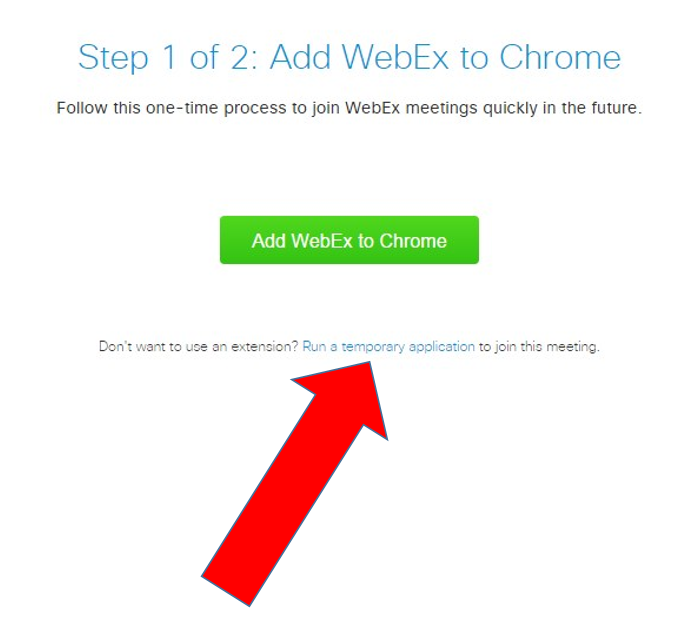 Step 1 of 2: Add WebEx to Chrome
Follow this one-time process to join WebEx meetings quickly in the future.
Add WebEx to Chrome
Don't want to use an extension? Run a temporary application to join this meeting.